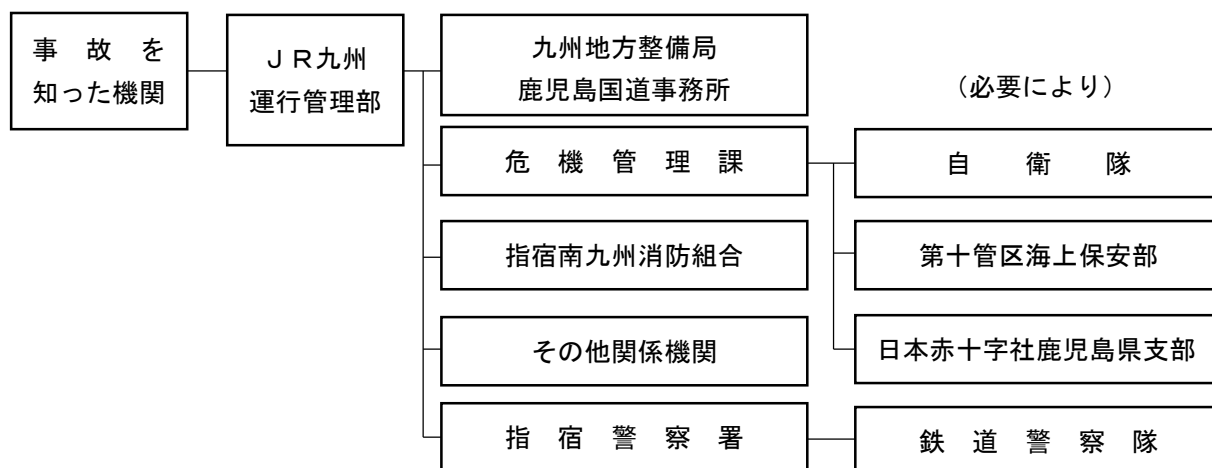 事故を
知った機関
ＪＲ九州
運行管理部
九州地方整備局
鹿児島国道事務所
（必要により）
危機管理課
自衛隊
指宿南九州消防組合
第十管区海上保安部
その他関係機関
日本赤十字社鹿児島県支部
指宿警察署
鉄道警察隊